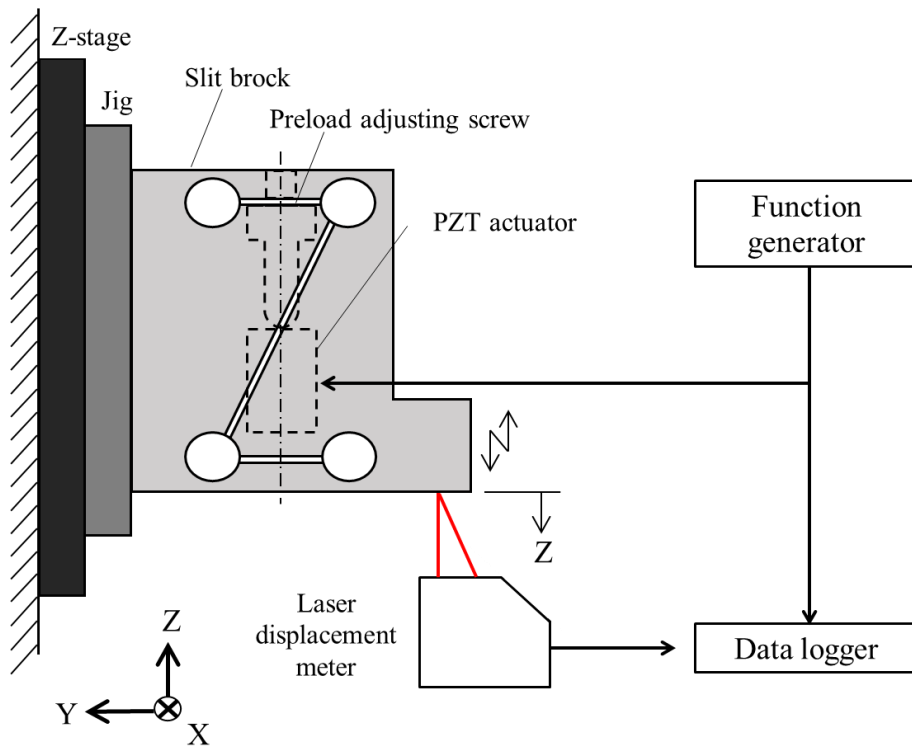 Z-stage
Slit brock
Jig
Preload adjusting screw
PZT actuator
Function
generator
Z
Laser
displacement
meter
Data logger
Z
Y
X